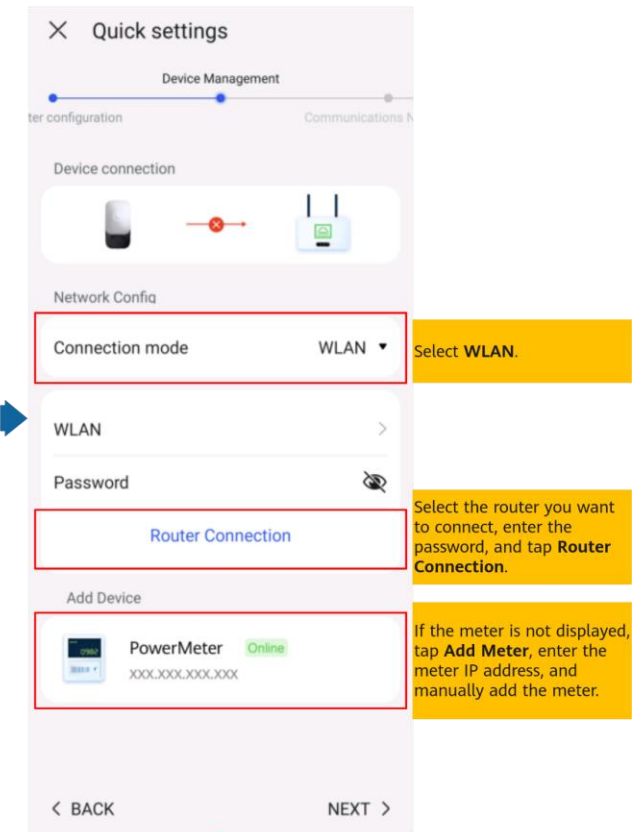 Quick settings
Device Management
ter configuration
Communications N
Device connection
Network Config
Connection mode WLAN
Select WLAN.
WLAN
Password
Select the router you want
to connect, enter the
password, and tap Router
Connection.
Router Connection
Add Device
PowerMeter Online
XXX.XXX.XXX.XXX
If the meter is not displayed,
tap Add Meter, enter the
meter IP address, and
manually add the meter.
BACK
NEXT